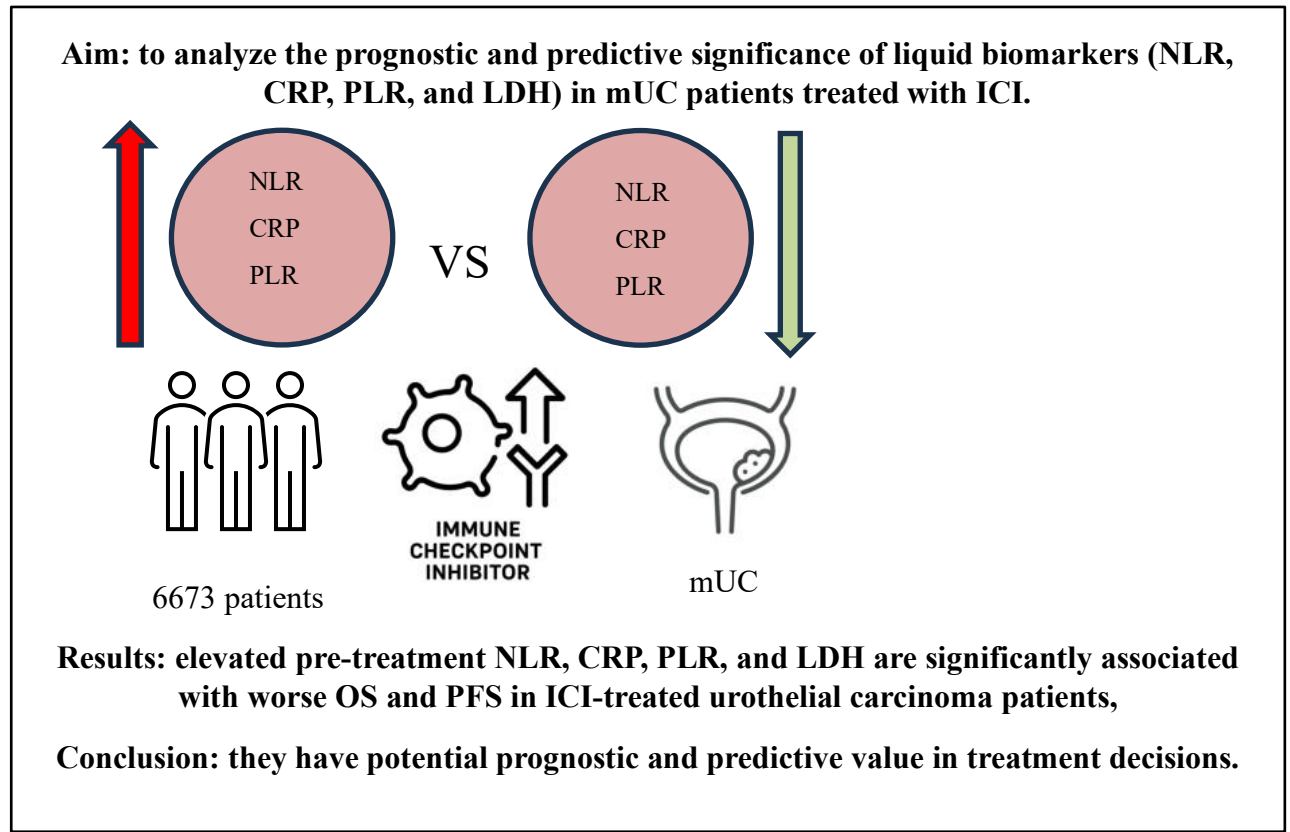 Aim: to analyze the prognostic and predictive significance of liquid biomarkers (NLR,
CRP, PLR, and LDH) in mUC patients treated with ICI.
NLR
CRP
PLR
VS
NLR
CRP
PLR
IMMUNE
CHECKPOINT
INHIBITOR
6673 patients
mUC
Results: elevated pre-treatment NLR, CRP, PLR, and LDH are significantly associated
with worse OS and PFS in ICI-treated urothelial carcinoma patients,
Conclusion: they have potential prognostic and predictive value in treatment decisions.